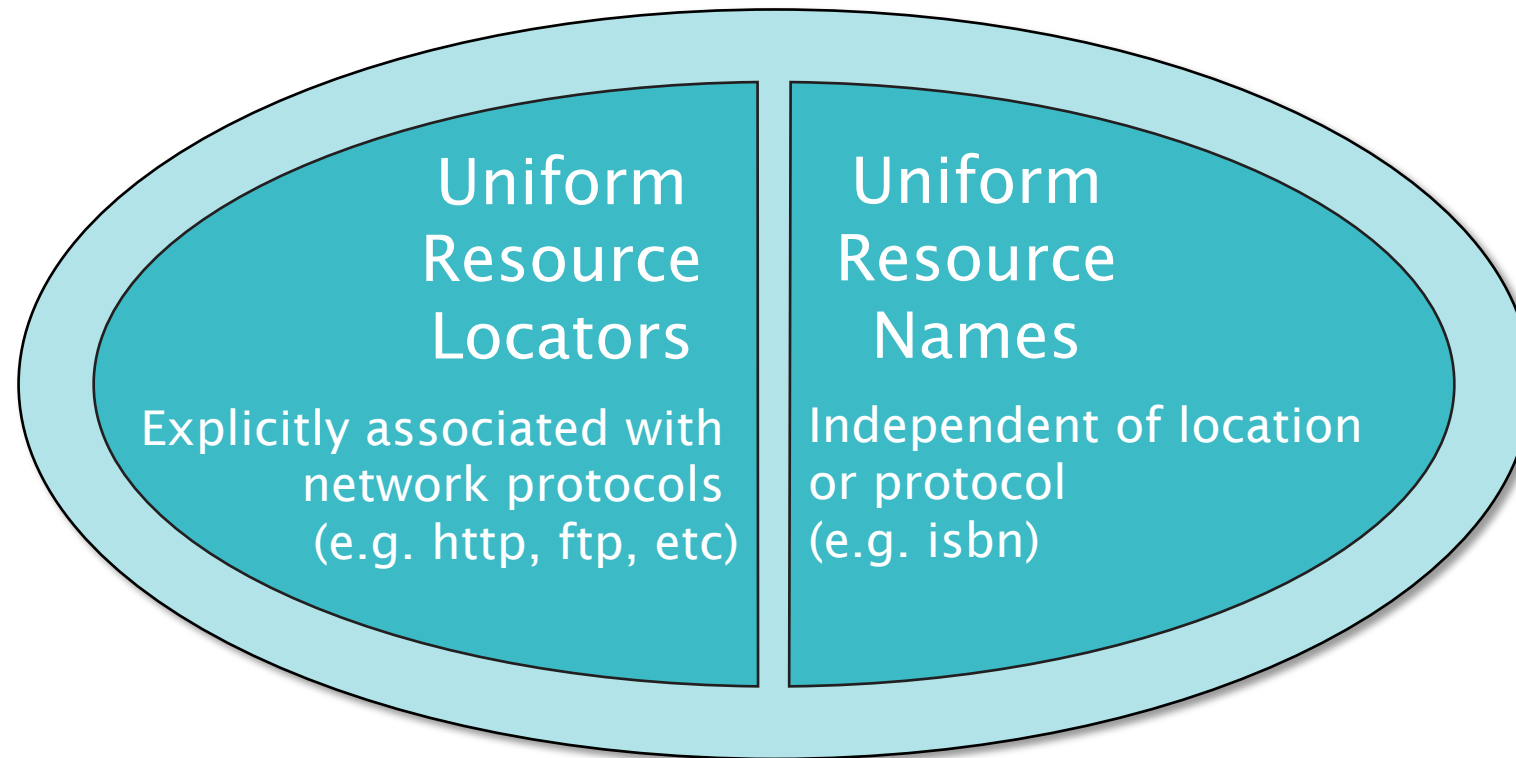 Uniform
Resource
Locators
Explicitly associated with
network protocols
(e.g. http, ftp, etc)
Uniform
Resource
Names
Independent of location
or protocol
(e.g. isbn)